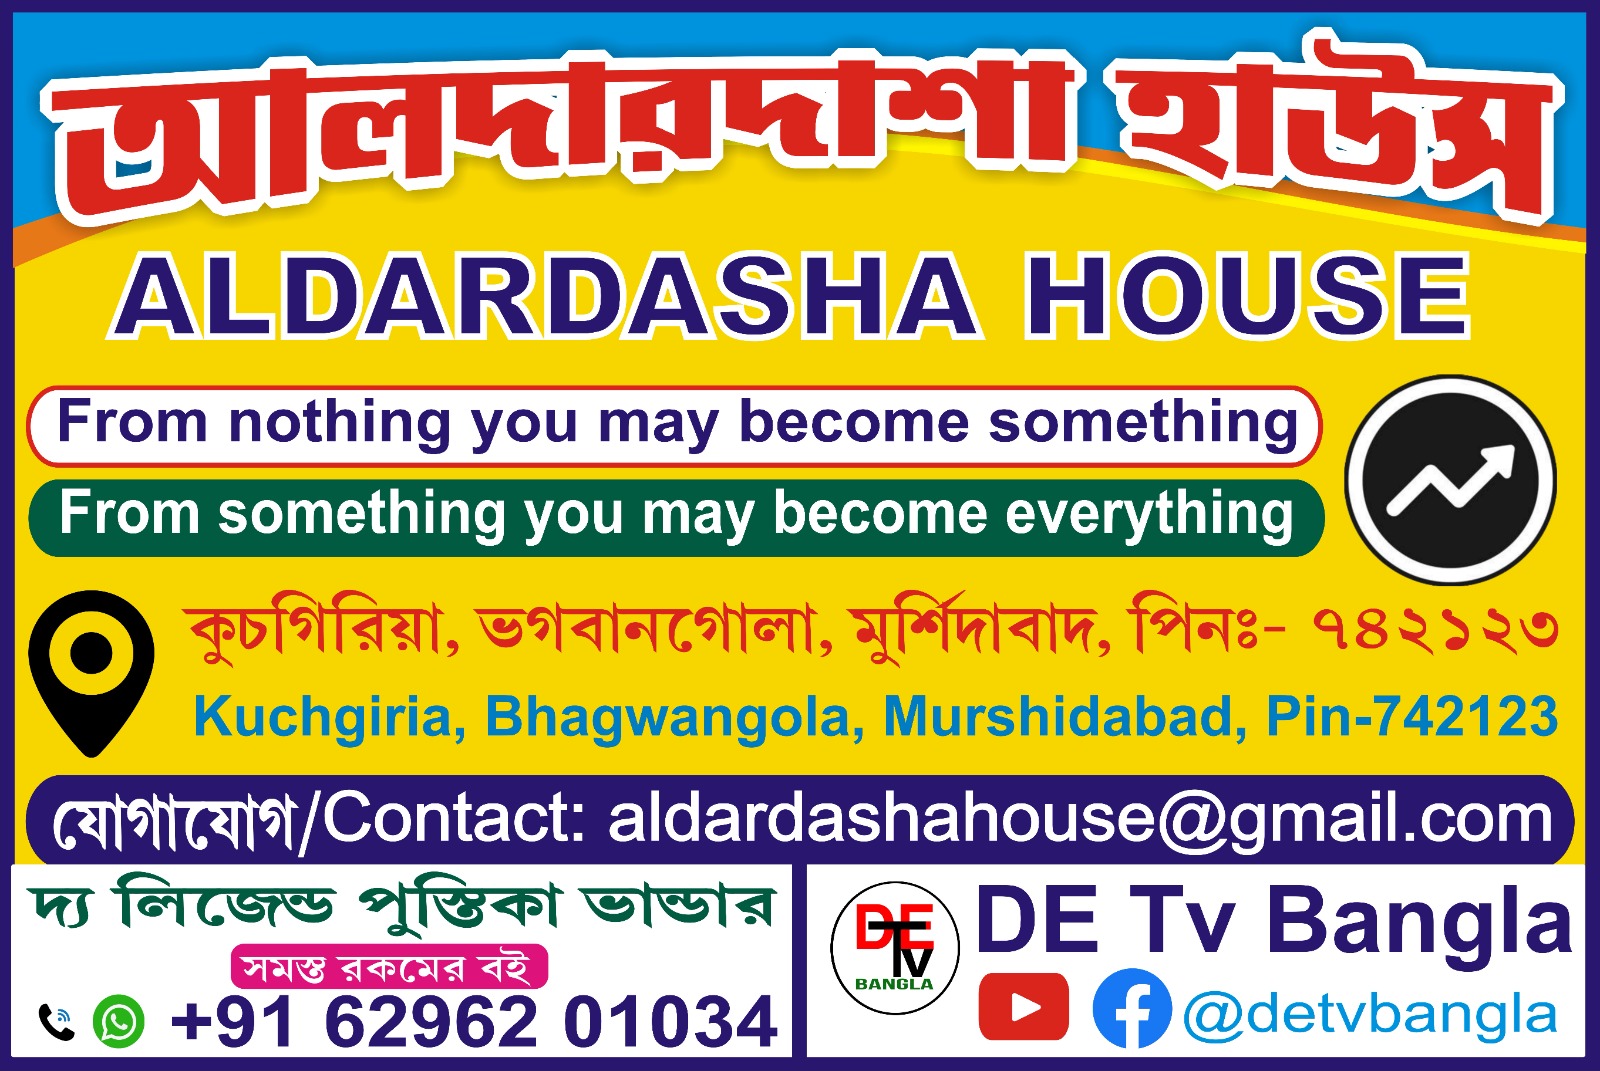 আলদারদাশা হাউস
ALDARDASHA HOUSE
From nothing you may become something
From something you may become everything
কুচগিরিয়া, ভগবানগোলা, মুর্শিদাবাদ, পিনঃ- ৭৪২১২৩
Kuchgiria, Bhagwangola, Murshidabad, Pin-742123
যোগাযোগ/Contact: aldardashahouse@gmail.com
দ্য লিজেন্ড পুস্তিকা ভান্ডার
সমস্ত রকমের বই
+91 62962 01034
DE Tv BANGLA
DE Tv Bangla
@detvbangla